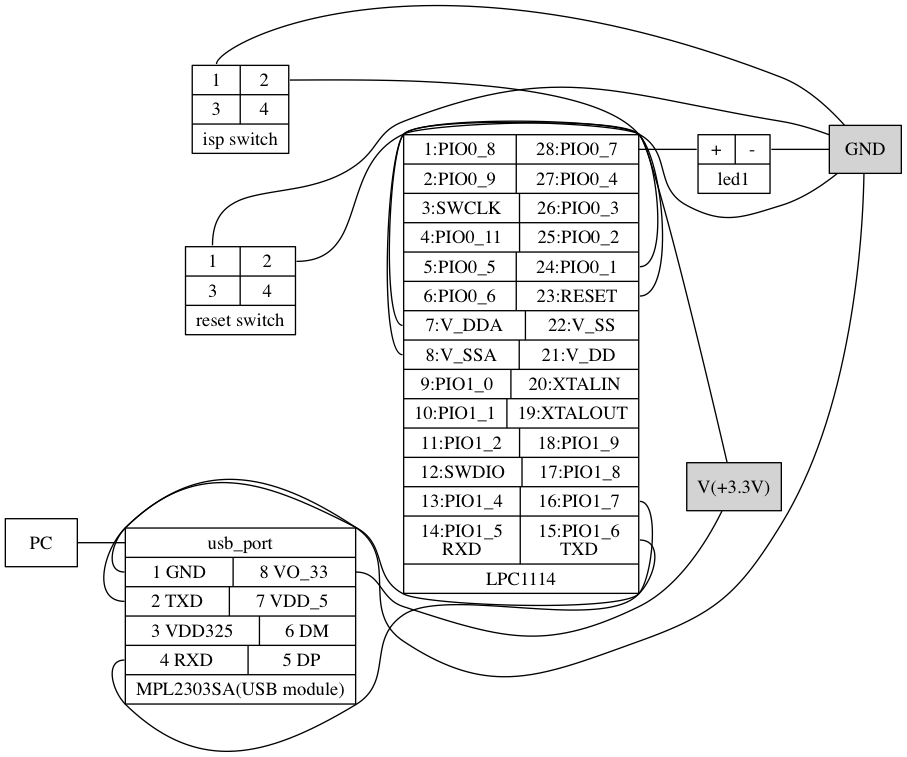 1 2
3 4
isp switch
1:PIO0_8 28:PIO0_7
2:PIO0_9 27:PIO0_4
3:SWCLK 26:PIO0_3
4:PIO0_11 25:PIO0_2
5:PIO0_5 24:PIO0_1
6:PIO0_6 23:RESET
7:V_DDA 22:V_SS
8:V_SSA 21:V_DD
9:PIO1_0 20:XTALIN
10:PIO1_1 19:XTALOUT
11:PIO1_2 18:PIO1_9
12:SWDIO 17:PIO1_8
13:PIO1_4 16:PIO1_7
14:PIO1_5 15:PIO1_6
RXD TXD
LPC1114
+ -
led1
GND
1 2
3 4
reset switch
V(+3.3V)
PC
usb_port
1 GND 8 VO_33
2 TXD 7 VDD_5
3 VDD325 6 DM
4 RXD 5 DP
MPL2303SA(USB module)